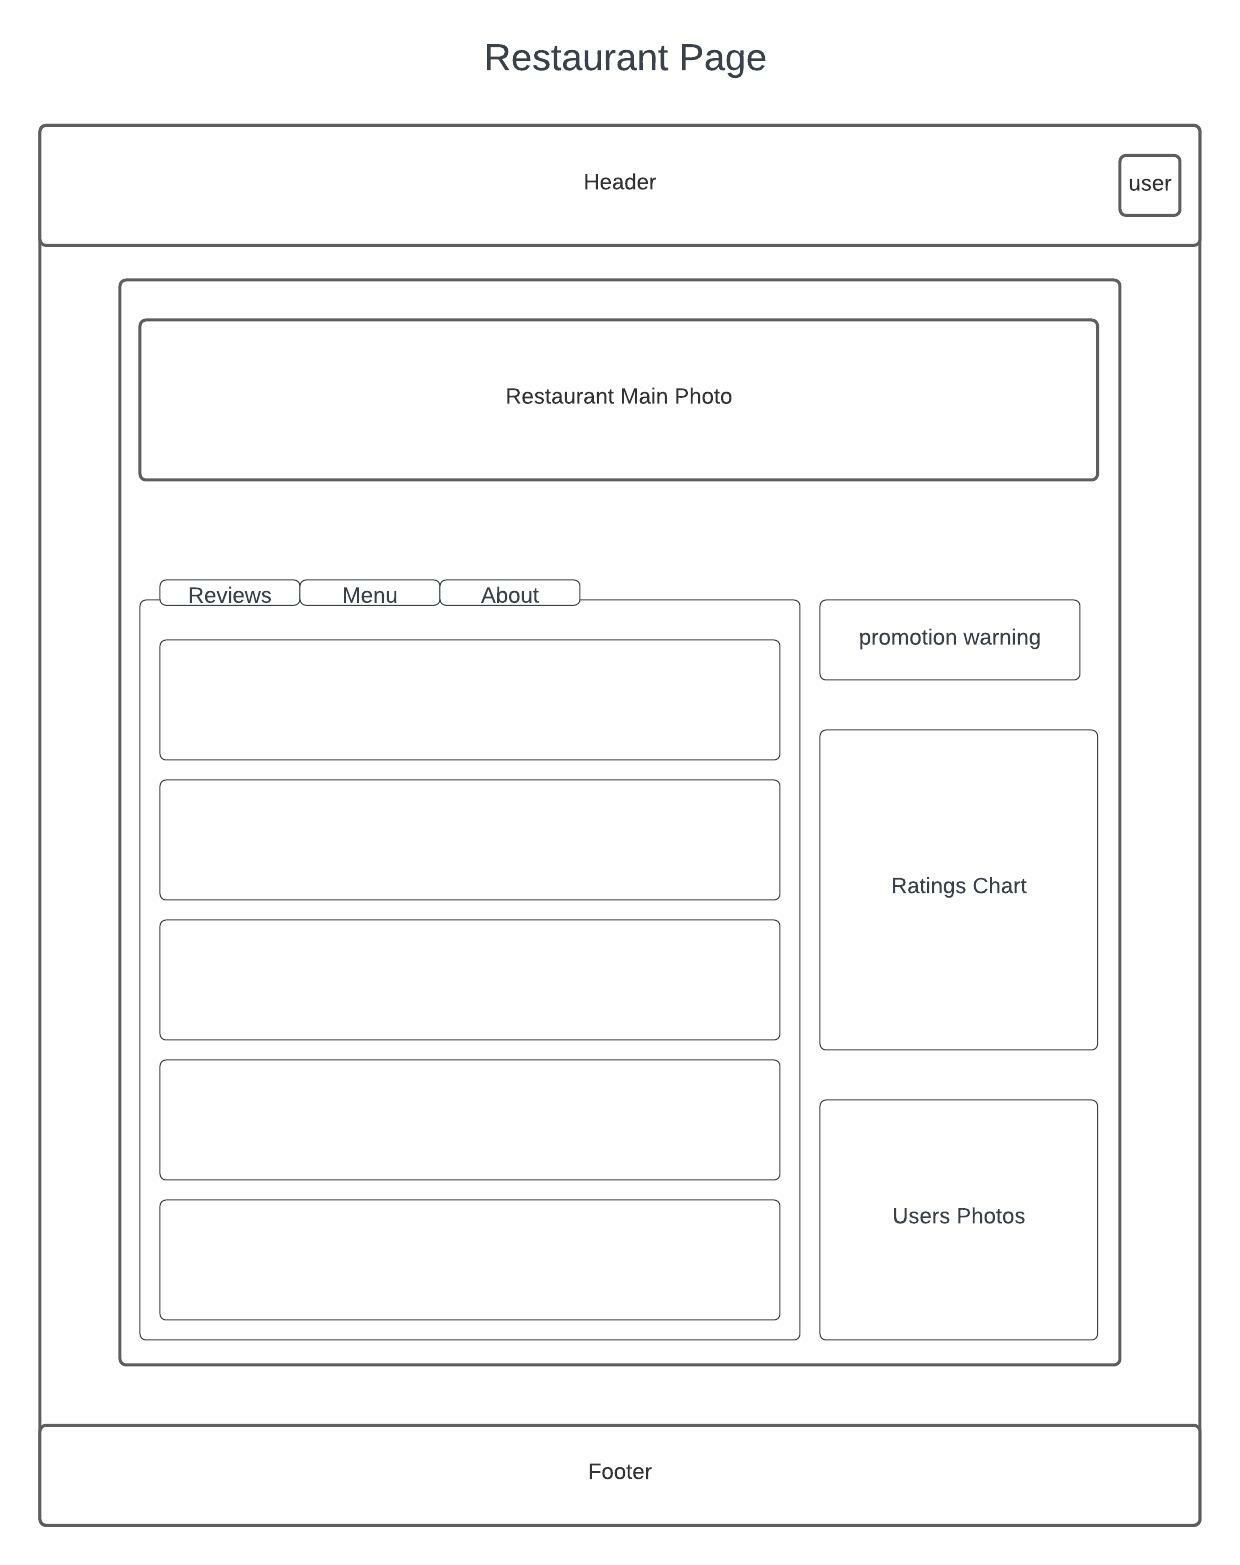 Restaurant Page
Header
user
Restaurant Main Photo
Reviews
Menu
About
promotion warning
Ratings Chart
Users Photos
Footer